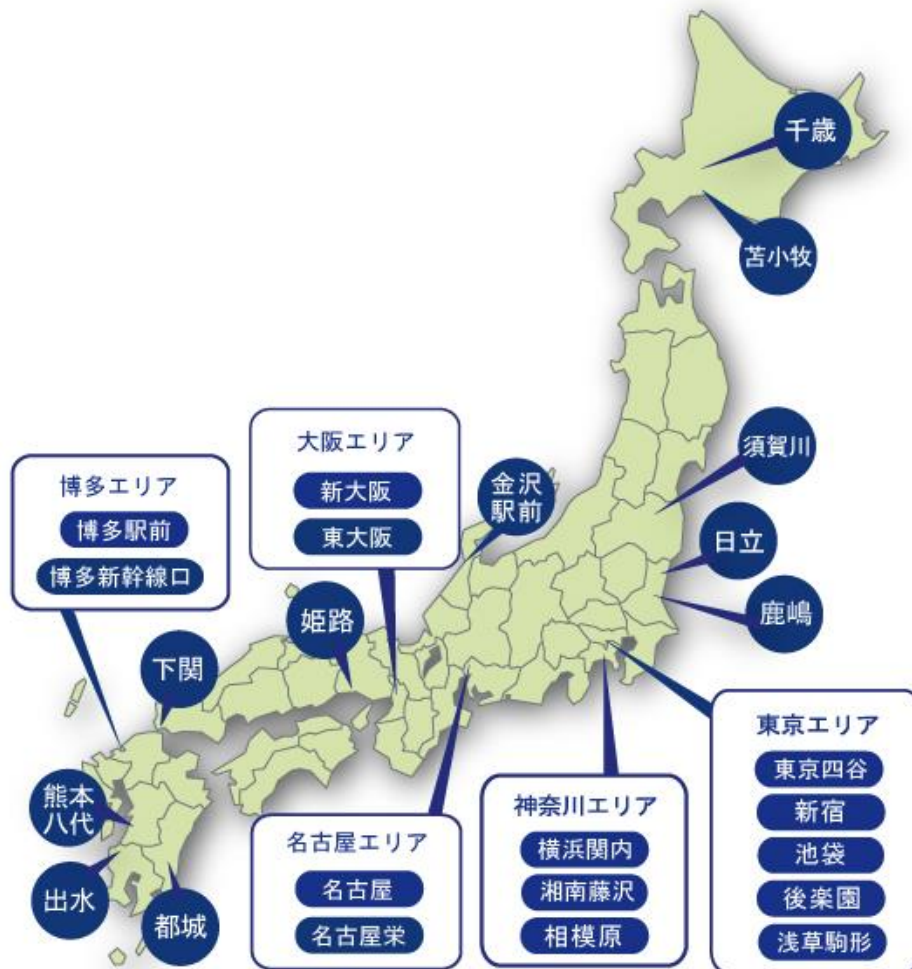 千歳
苫小牧
須賀川
日立
鹿嶋
金沢
駅前
大阪エリア
新大阪
東大阪
博多エリア
博多駅前
博多新幹線口
姫路
下関
熊本
八代
出水
都城
名古屋エリア
名古屋
名古屋栄
神奈川エリア
横浜関内
湘南藤沢
相模原
東京エリア
東京四谷
新宿
池袋
後楽園
浅草駒形